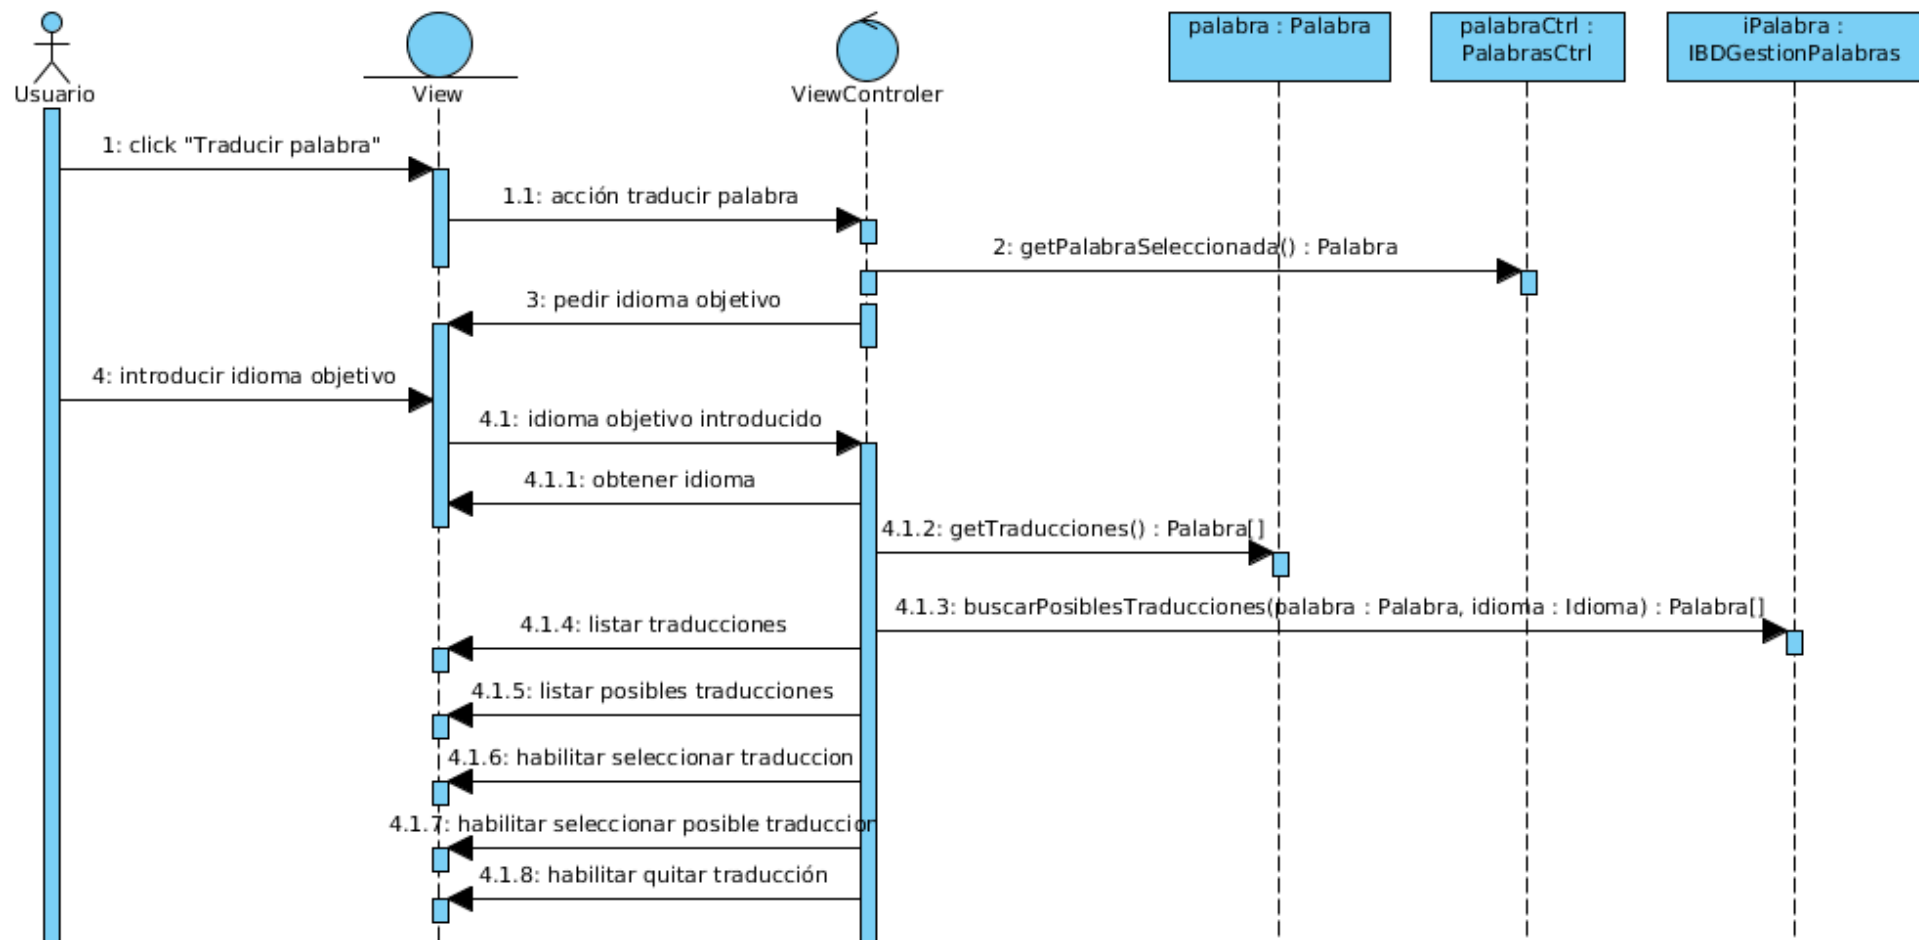 palabra : Palabra
palabraCtrl :
PalabrasCtrl
iPalabra :
IBDGestionPalabras
Usuario
View
ViewControler
1: click "Traducir palabra"
1.1: acción traducir palabra
2: getPalabraSeleccionada() : Palabra
3: pedir idioma objetivo
4: introducir idioma objetivo
4.1: idioma objetivo introducido
4.1.1: obtener idioma
4.1.2: getTraducciones() : Palabra[]
4.1.3: buscarPosiblesTraducciones(palabra : Palabra, idioma : Idioma) : Palabra[]
4.1.4: listar traducciones
4.1.5: listar posibles traducciones
4.1.6: habilitar seleccionar traduccion
4.1.7: habilitar seleccionar posible traduccion
4.1.8: habilitar quitar traducción